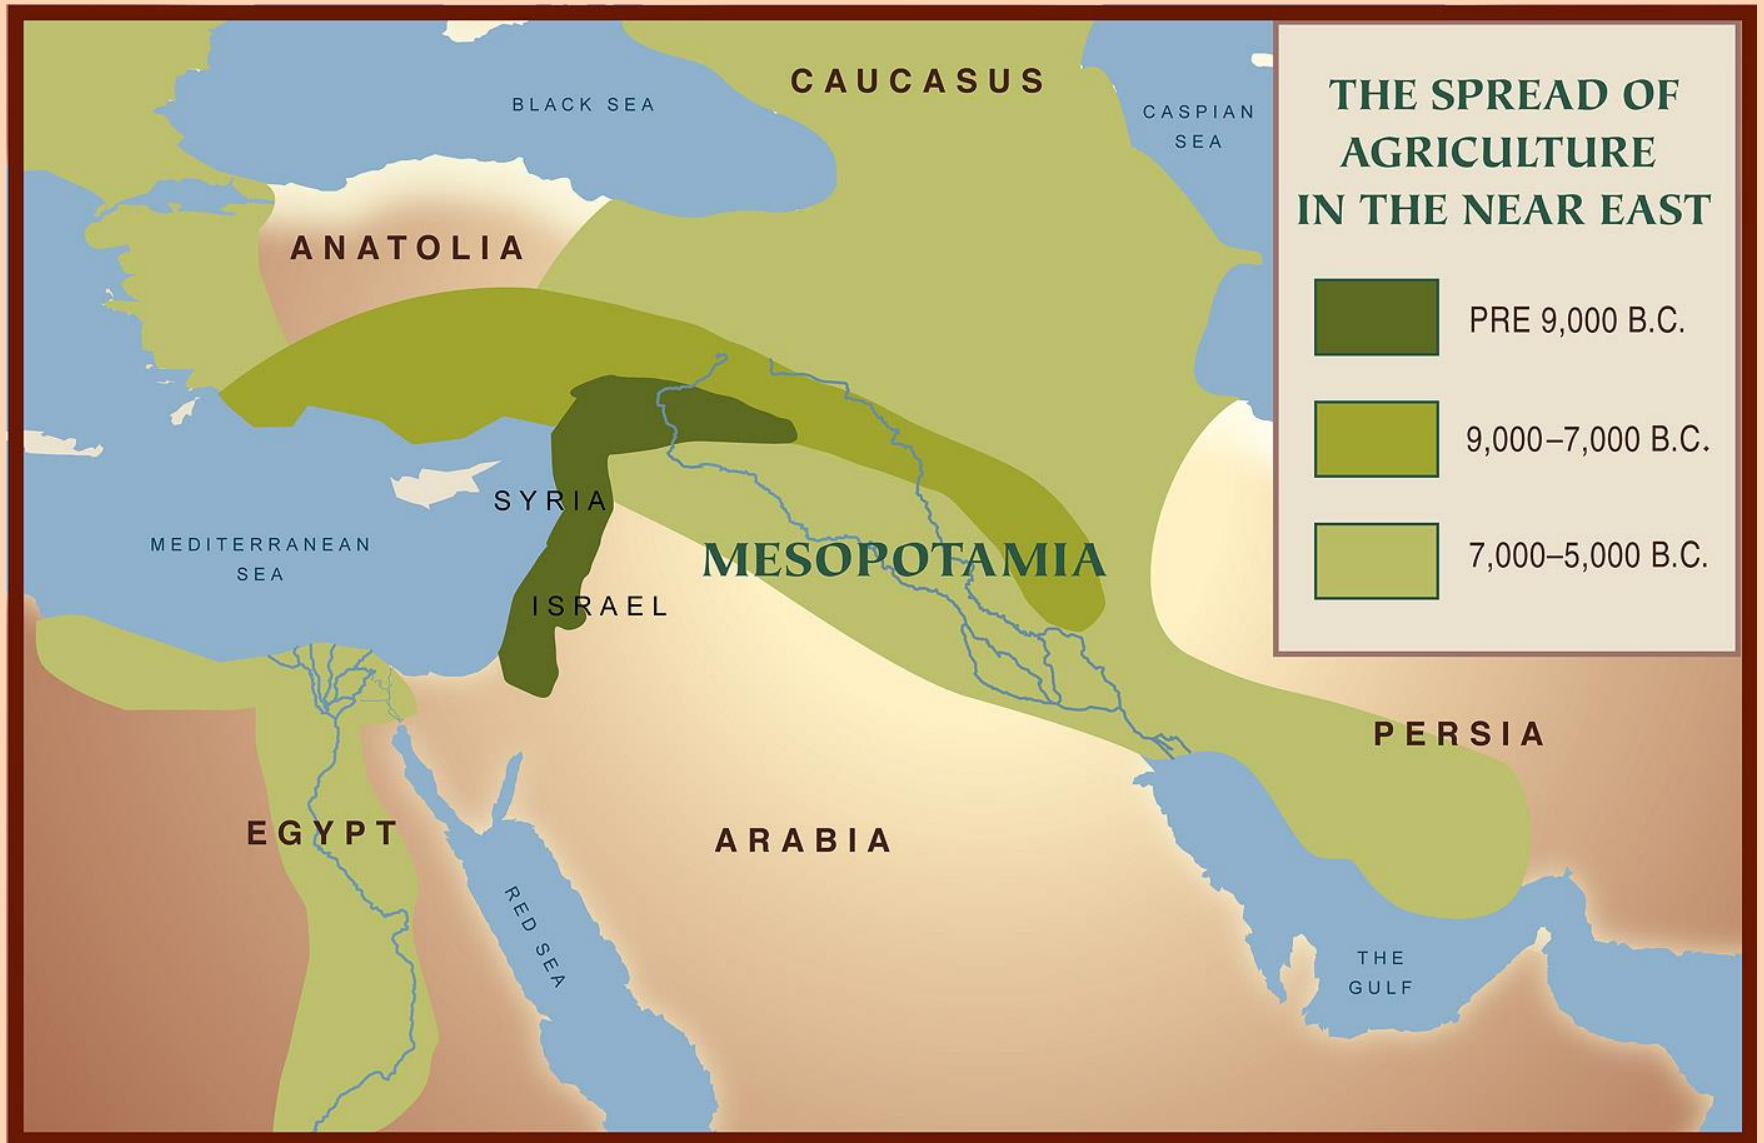 THE SPREAD OF
AGRICULTURE
IN THE NEAR EAST
PRE 9,000 B.C.
9,000–7,000 B.C.
7,000–5,000 B.C.
CAUCASUS
BLACK SEA
CASPIAN
SEA
ANATOLIA
SYRIA
MEDITERRANEAN
SEA
MESOPOTAMIA
ISRAEL
PERSIA
EGYPT
ARABIA
RED SEA
THE
GULF